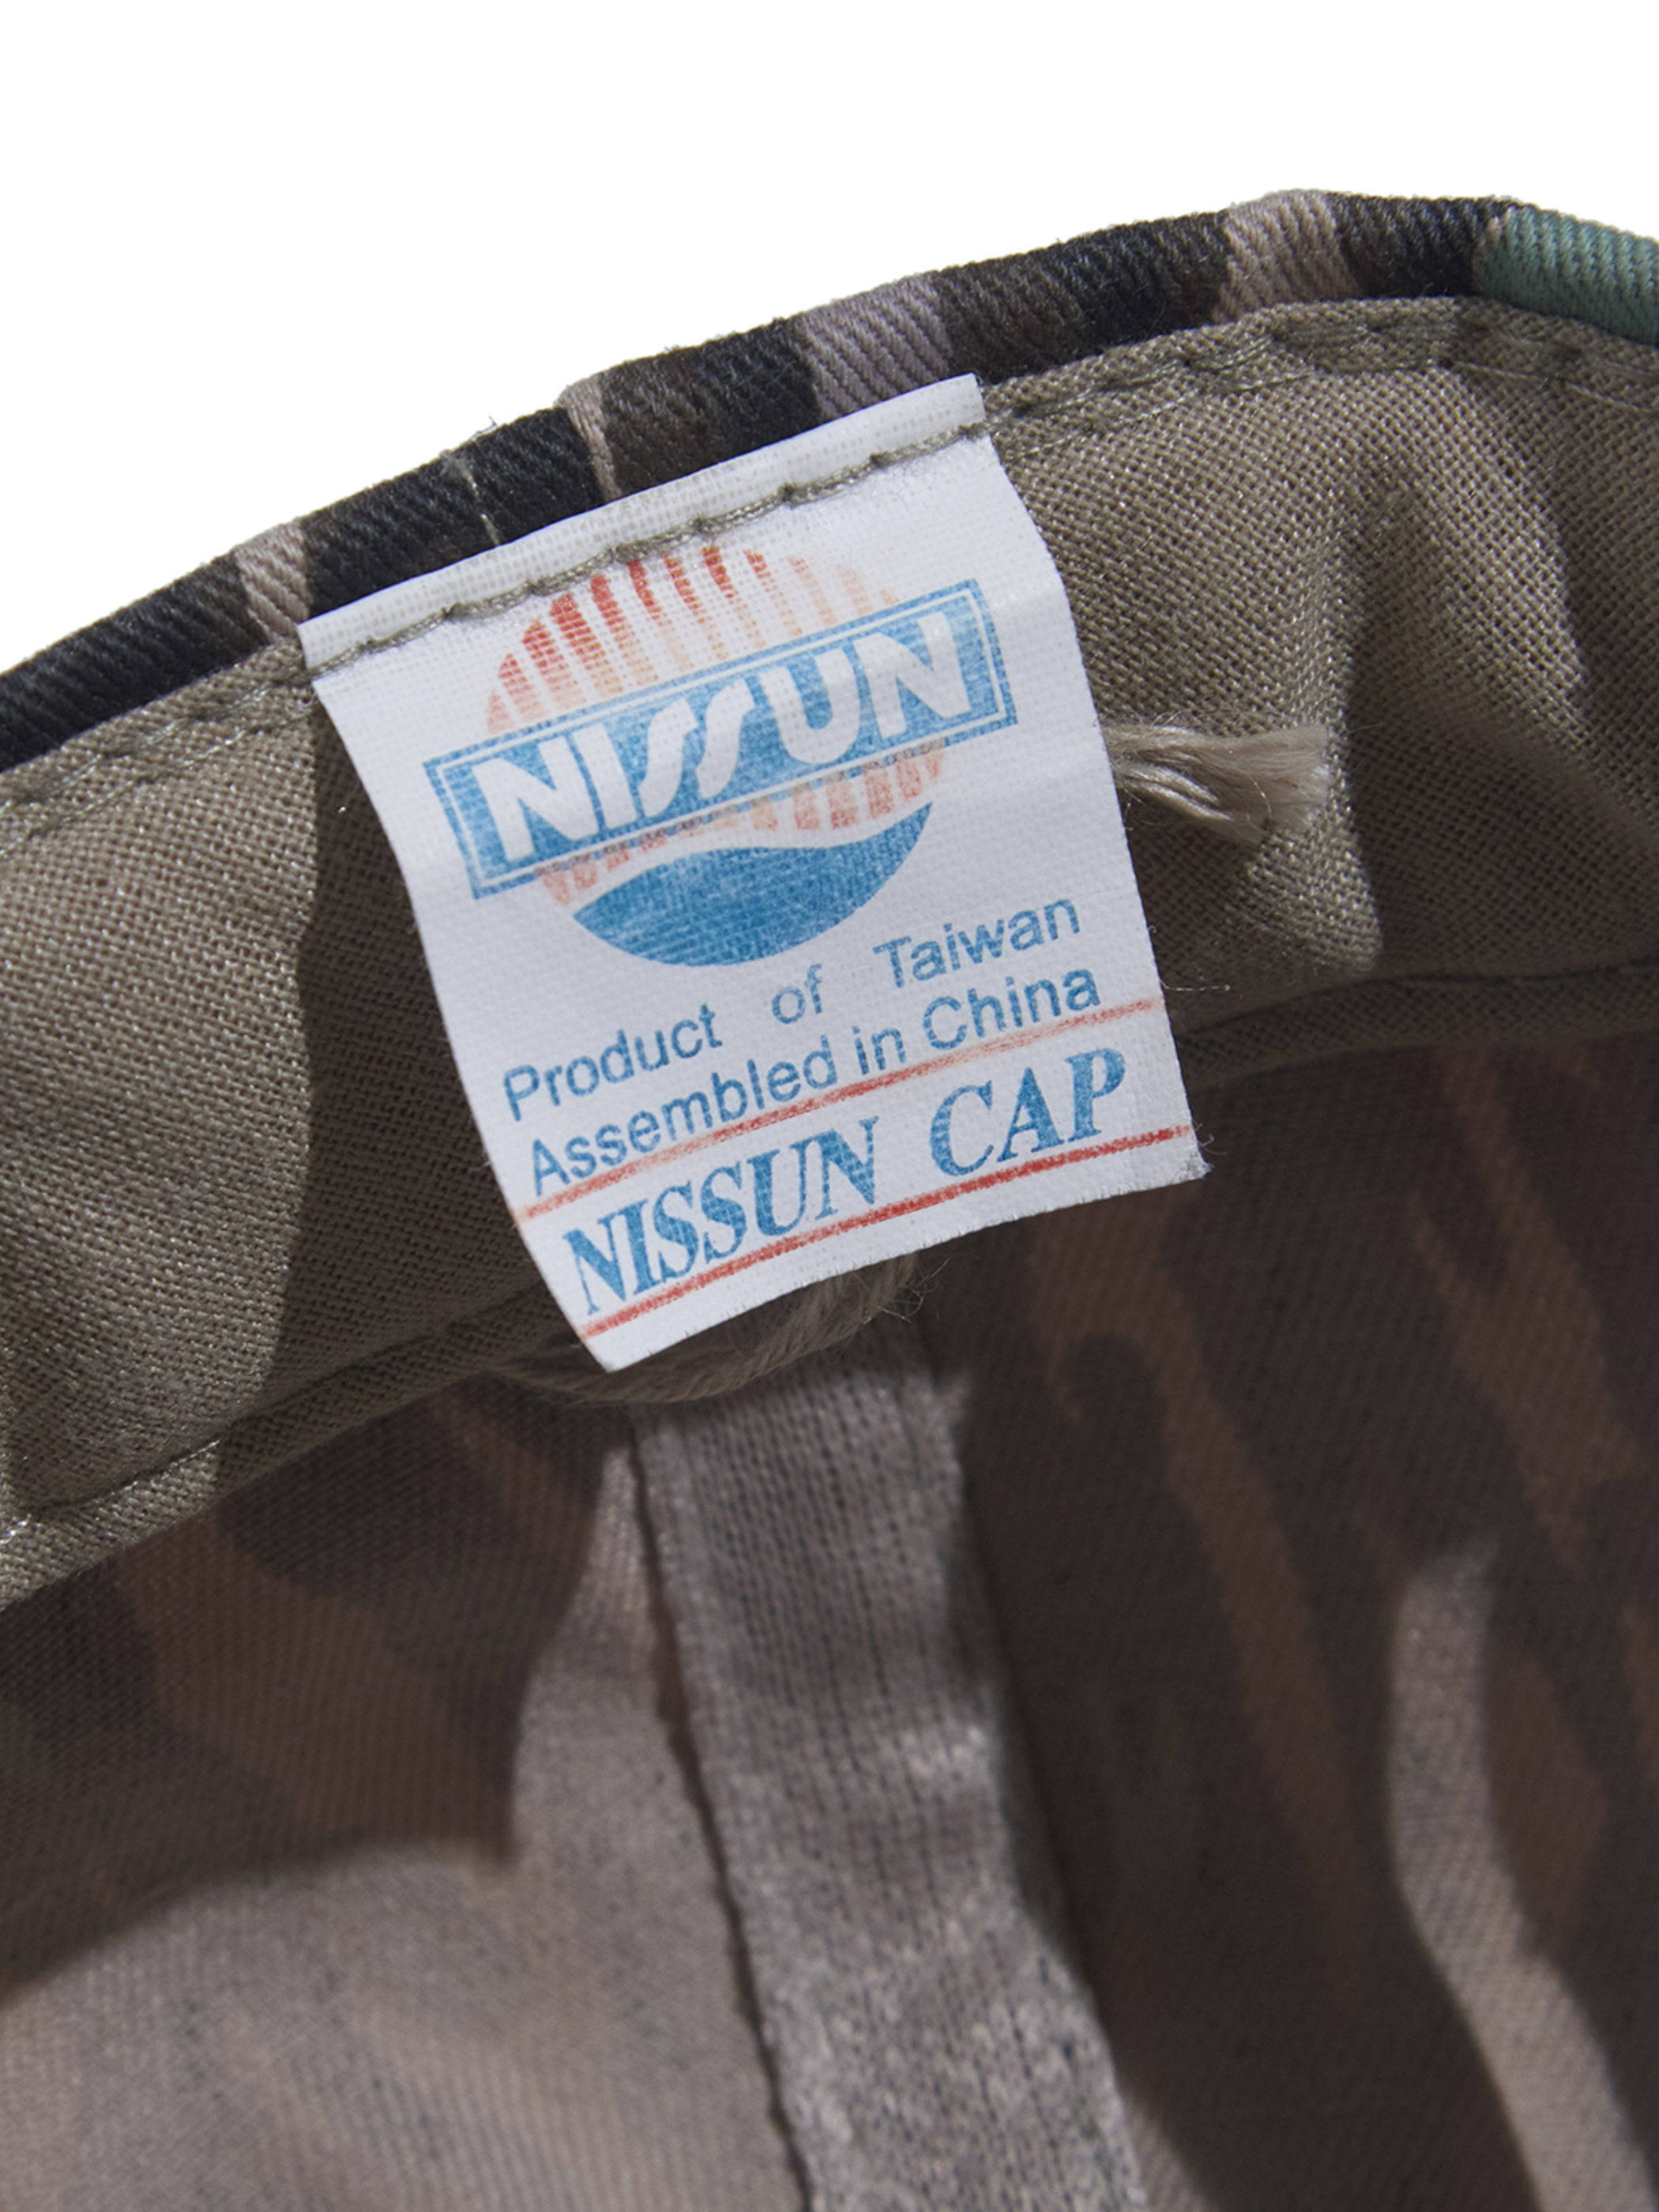 NISSUN
Product of Taiwan
Assembled in China
NISSUN CAP